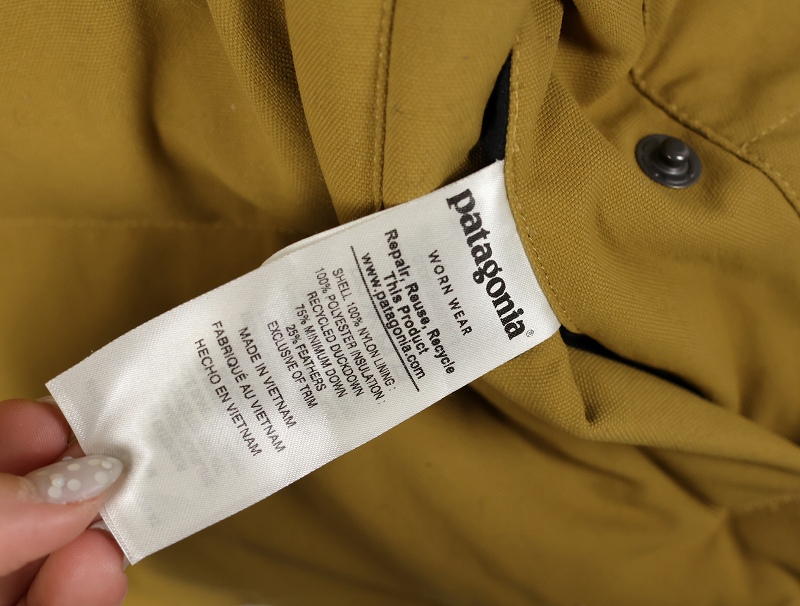 patagonia®
WORN WEAR
Repair, Reuse, Recycle
This Product
www.patagonia.com
SHELL 100% NYLON LINING :
100% POLYESTER INSULATION :
RECYCLED DUCKDOWN
75% MINIMUM DOWN
25% FEATHERS
EXCLUSIVE OF TRIM
MADE IN VIETNAM
FABRIQUÉ AU VIETNAM
HECHO EN VIETNAM